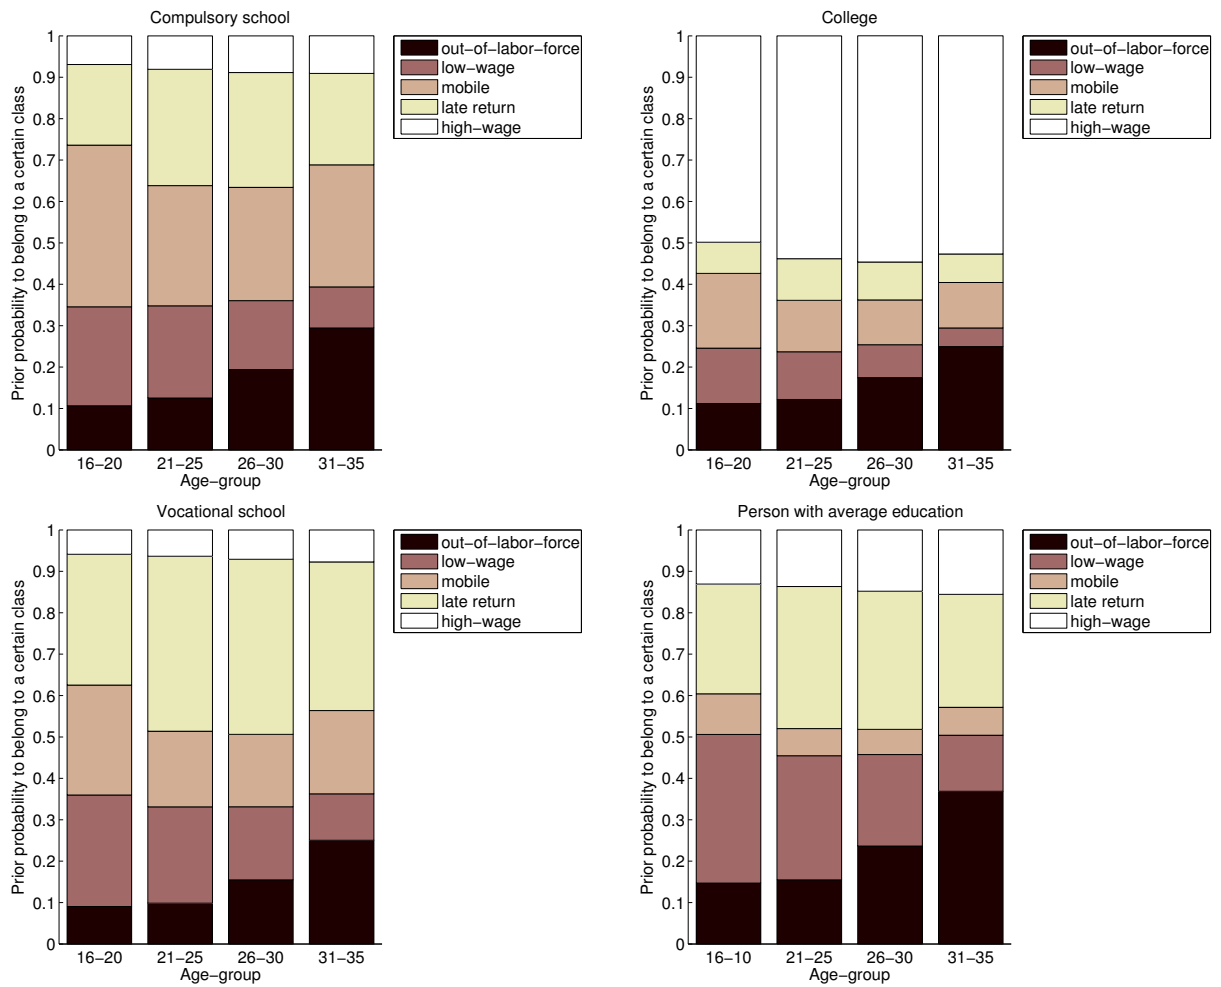 Compulsory school
Prior probability to belong to a certain class
1
0.9
0.8
0.7
0.6
0.5
0.4
0.3
0.2
0.1
0
16−20 21−25 26−30 31−35
Age−group
out−of−labor−force
low−wage
mobile
late return
high−wage
College
Prior probability to belong to a certain class
1
0.9
0.8
0.7
0.6
0.5
0.4
0.3
0.2
0.1
0
16−20 21−25 26−30 31−35
Age−group
out−of−labor−force
low−wage
mobile
late return
high−wage
Vocational school
Prior probability to belong to a certain class
1
0.9
0.8
0.7
0.6
0.5
0.4
0.3
0.2
0.1
0
16−20 21−25 26−30 31−35
Age−group
out−of−labor−force
low−wage
mobile
late return
high−wage
Person with average education
Prior probability to belong to a certain class
1
0.9
0.8
0.7
0.6
0.5
0.4
0.3
0.2
0.1
0
16−10 21−25 26−30 31−35
Age−group
out−of−labor−force
low−wage
mobile
late return
high−wage